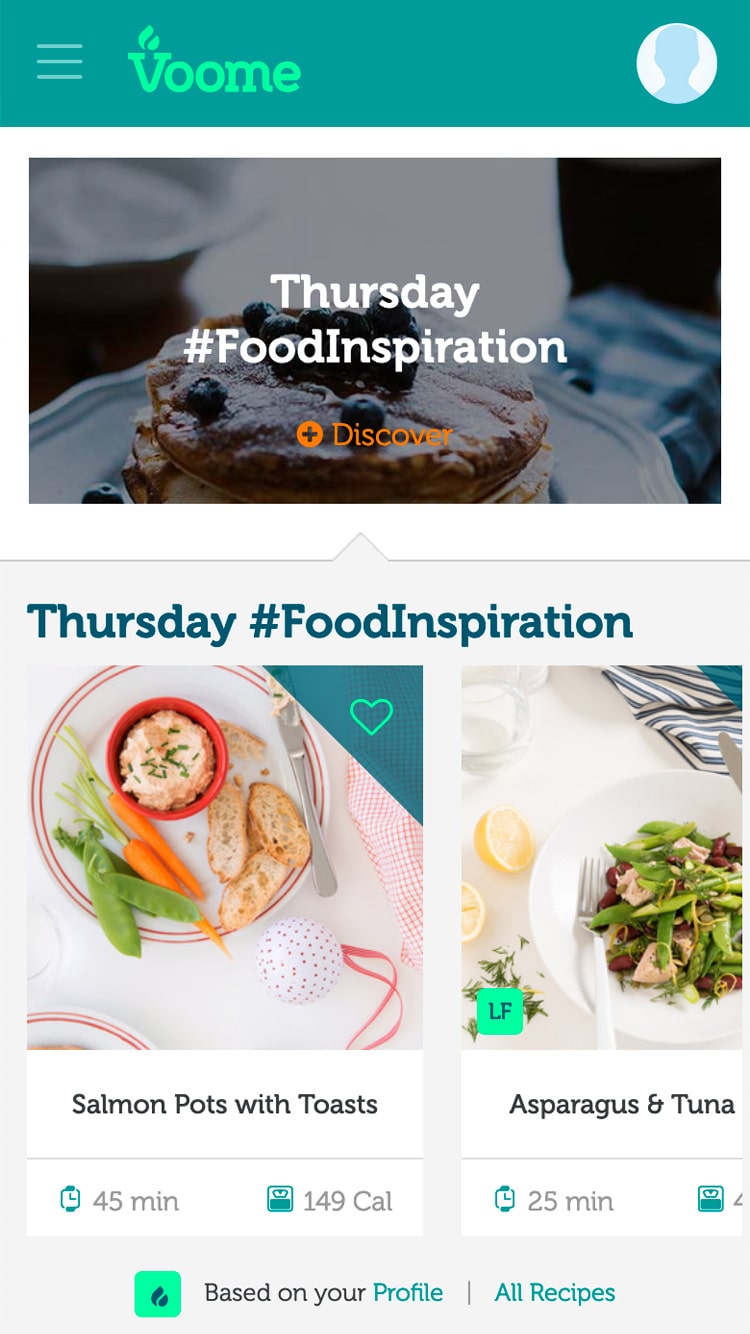 Voome
Thursday
#FoodInspiration
Discover
Thursday #FoodInspiration
LF
Salmon Pots with Toasts
Asparagus & Tuna
45 min
149 Cal
25 min
Based on your Profile | All Recipes